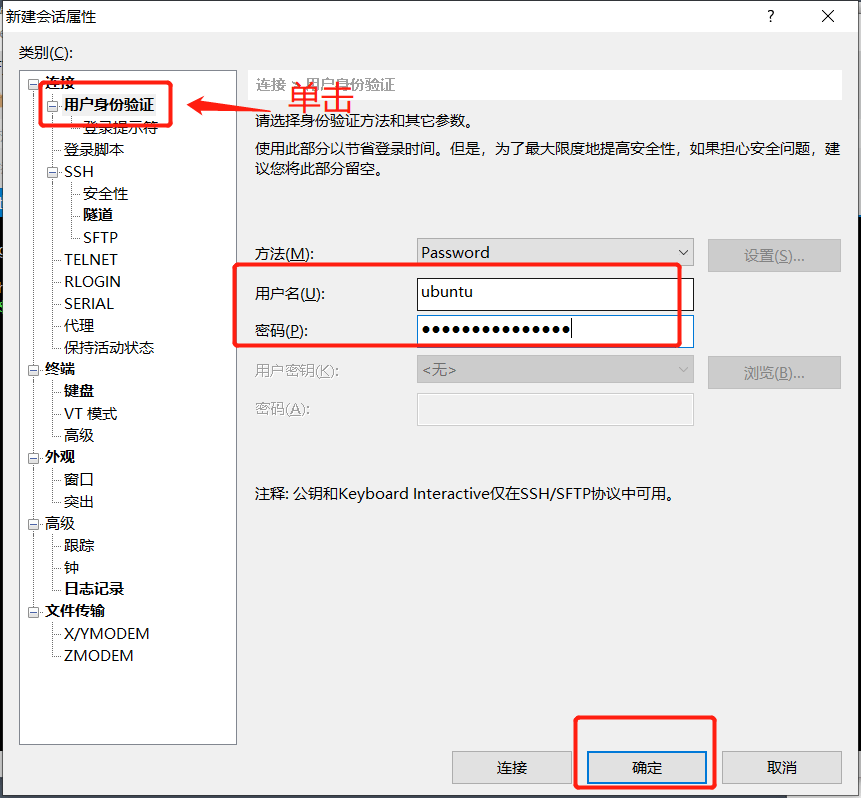 新建会话属性
类别(C):
连接
用户身份验证
登录提示符
登录脚本
SSH
安全性
隧道
SFTP
TELNET
RLOGIN
SERIAL
代理
保持活动状态
终端
键盘
VT 模式
高级
外观
窗口
突出
高级
跟踪
钟
日志记录
文件传输
X/YMODEM
ZMODEM
单击
连接 > 用户身份验证
请选择身份验证方法和其它参数。
使用此部分以节省登录时间。但是，为了最大限度地提高安全性，如果担心安全问题，建
议您将此部分留空。
方法(M): Password 设置(S)...
用户名(U): ubuntu
密码(P): ●●●●●●●●●●●●●●●
用户密钥(K): <无> 浏览(B)...
密码(A):
注释: 公钥和Keyboard Interactive仅在SSH/SFTP协议中可用。
连接 确定 取消